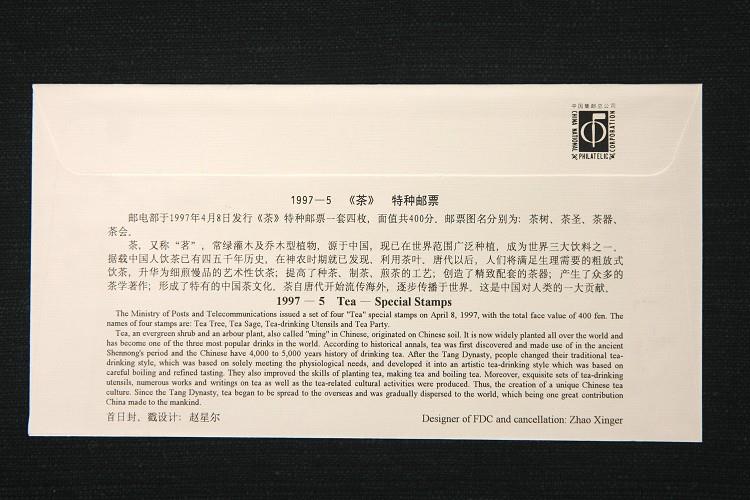 中国集邮总公司
CHINA NATIONAL
PHILATELIC
CORPORATION
1997—5 《茶》 特种邮票
邮电部于1997年4月8日发行《茶》特种邮票一套四枚，面值共400分。邮票图名分别为：茶树、茶圣、茶器、
茶会。
茶，又称“茗”，常绿灌木及乔木型植物，源于中国，现已在世界范围广泛种植，成为世界三大饮料之一。
据载中国人饮茶已有四五千年历史，在神农时期就已发现、利用茶叶。唐代以后，人们将满足生理需要的粗放式
饮茶，升华为细煎慢品的艺术性饮茶；提高了种茶、制茶、煎茶的工艺；创造了精致配套的茶器；产生了众多的
茶学著作；形成了特有的中国茶文化。茶自唐代开始流传海外，逐步传播于世界。这是中国对人类的一大贡献。
1997 — 5 Tea — Special Stamps
The Ministry of Posts and Telecommunications issued a set of four "Tea" special stamps on April 8, 1997, with the total face value of 400 fen. The
names of four stamps are: Tea Tree, Tea Sage, Tea-drinking Utensils and Tea Party.
Tea, an evergreen shrub and an arbour plant, also called "ming" in Chinese, originated on Chinese soil. It is now widely planted all over the world and
has become one of the three most popular drinks in the world. According to historical annals, tea was first discovered and made use of in the ancient
Shennong's period and the Chinese have 4,000 to 5,000 years history of drinking tea. After the Tang Dynasty, people changed their traditional tea-
drinking style, which was based on solely meeting the physiological needs, and developed it into an artistic tea-drinking style which was based on
careful boiling and refined tasting. They also improved the skills of planting tea, making tea and boiling tea. Moreover, exquisite sets of tea-drinking
utensils, numerous works and writings on tea as well as the tea-related cultural activities were produced. Thus, the creation of a unique Chinese tea
culture. Since the Tang Dynasty, tea began to be spread to the overseas and was gradually dispersed to the world, which being one great contribution
China made to the mankind.
首日封、戳设计：赵星尔 Designer of FDC and cancellation: Zhao Xinger